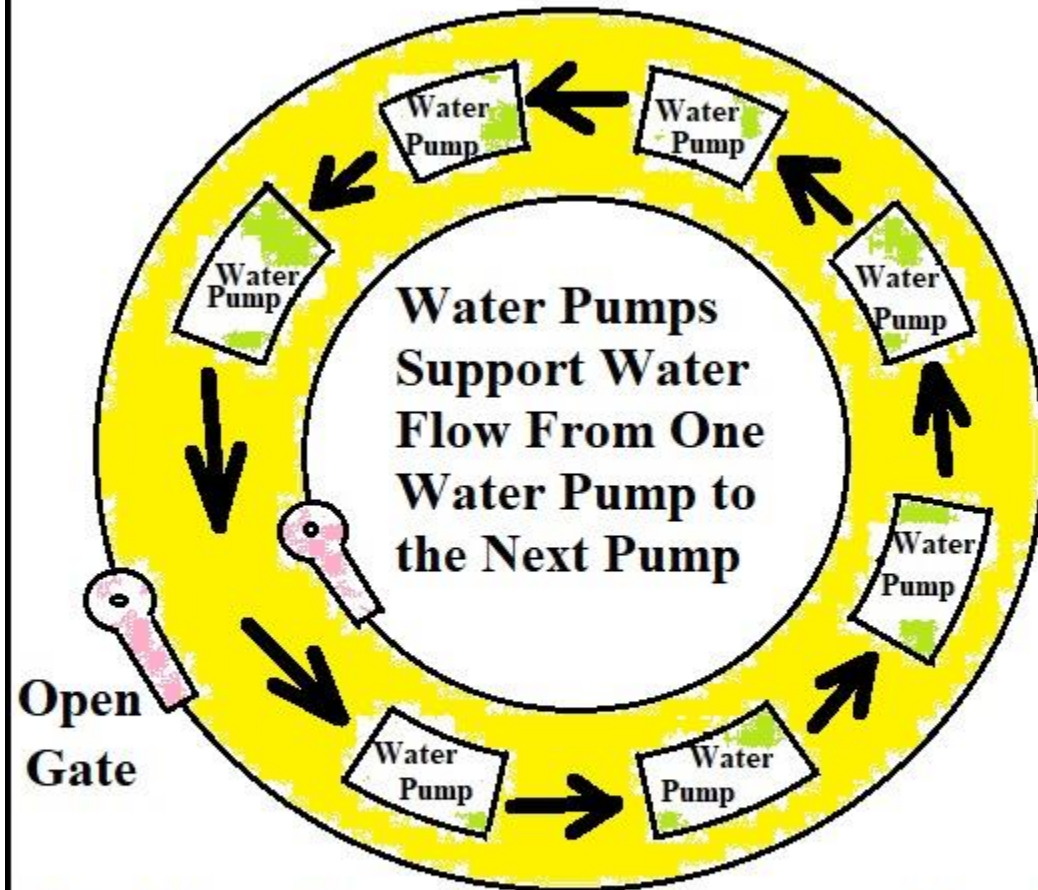 Water
Pump
Water
Pump
Water
Pump
Water
Pump
Water Pumps
Support Water
Flow From One
Water Pump to
the Next Pump
Water
Pump
Open
Gate
Water
Pump
Water
Pump